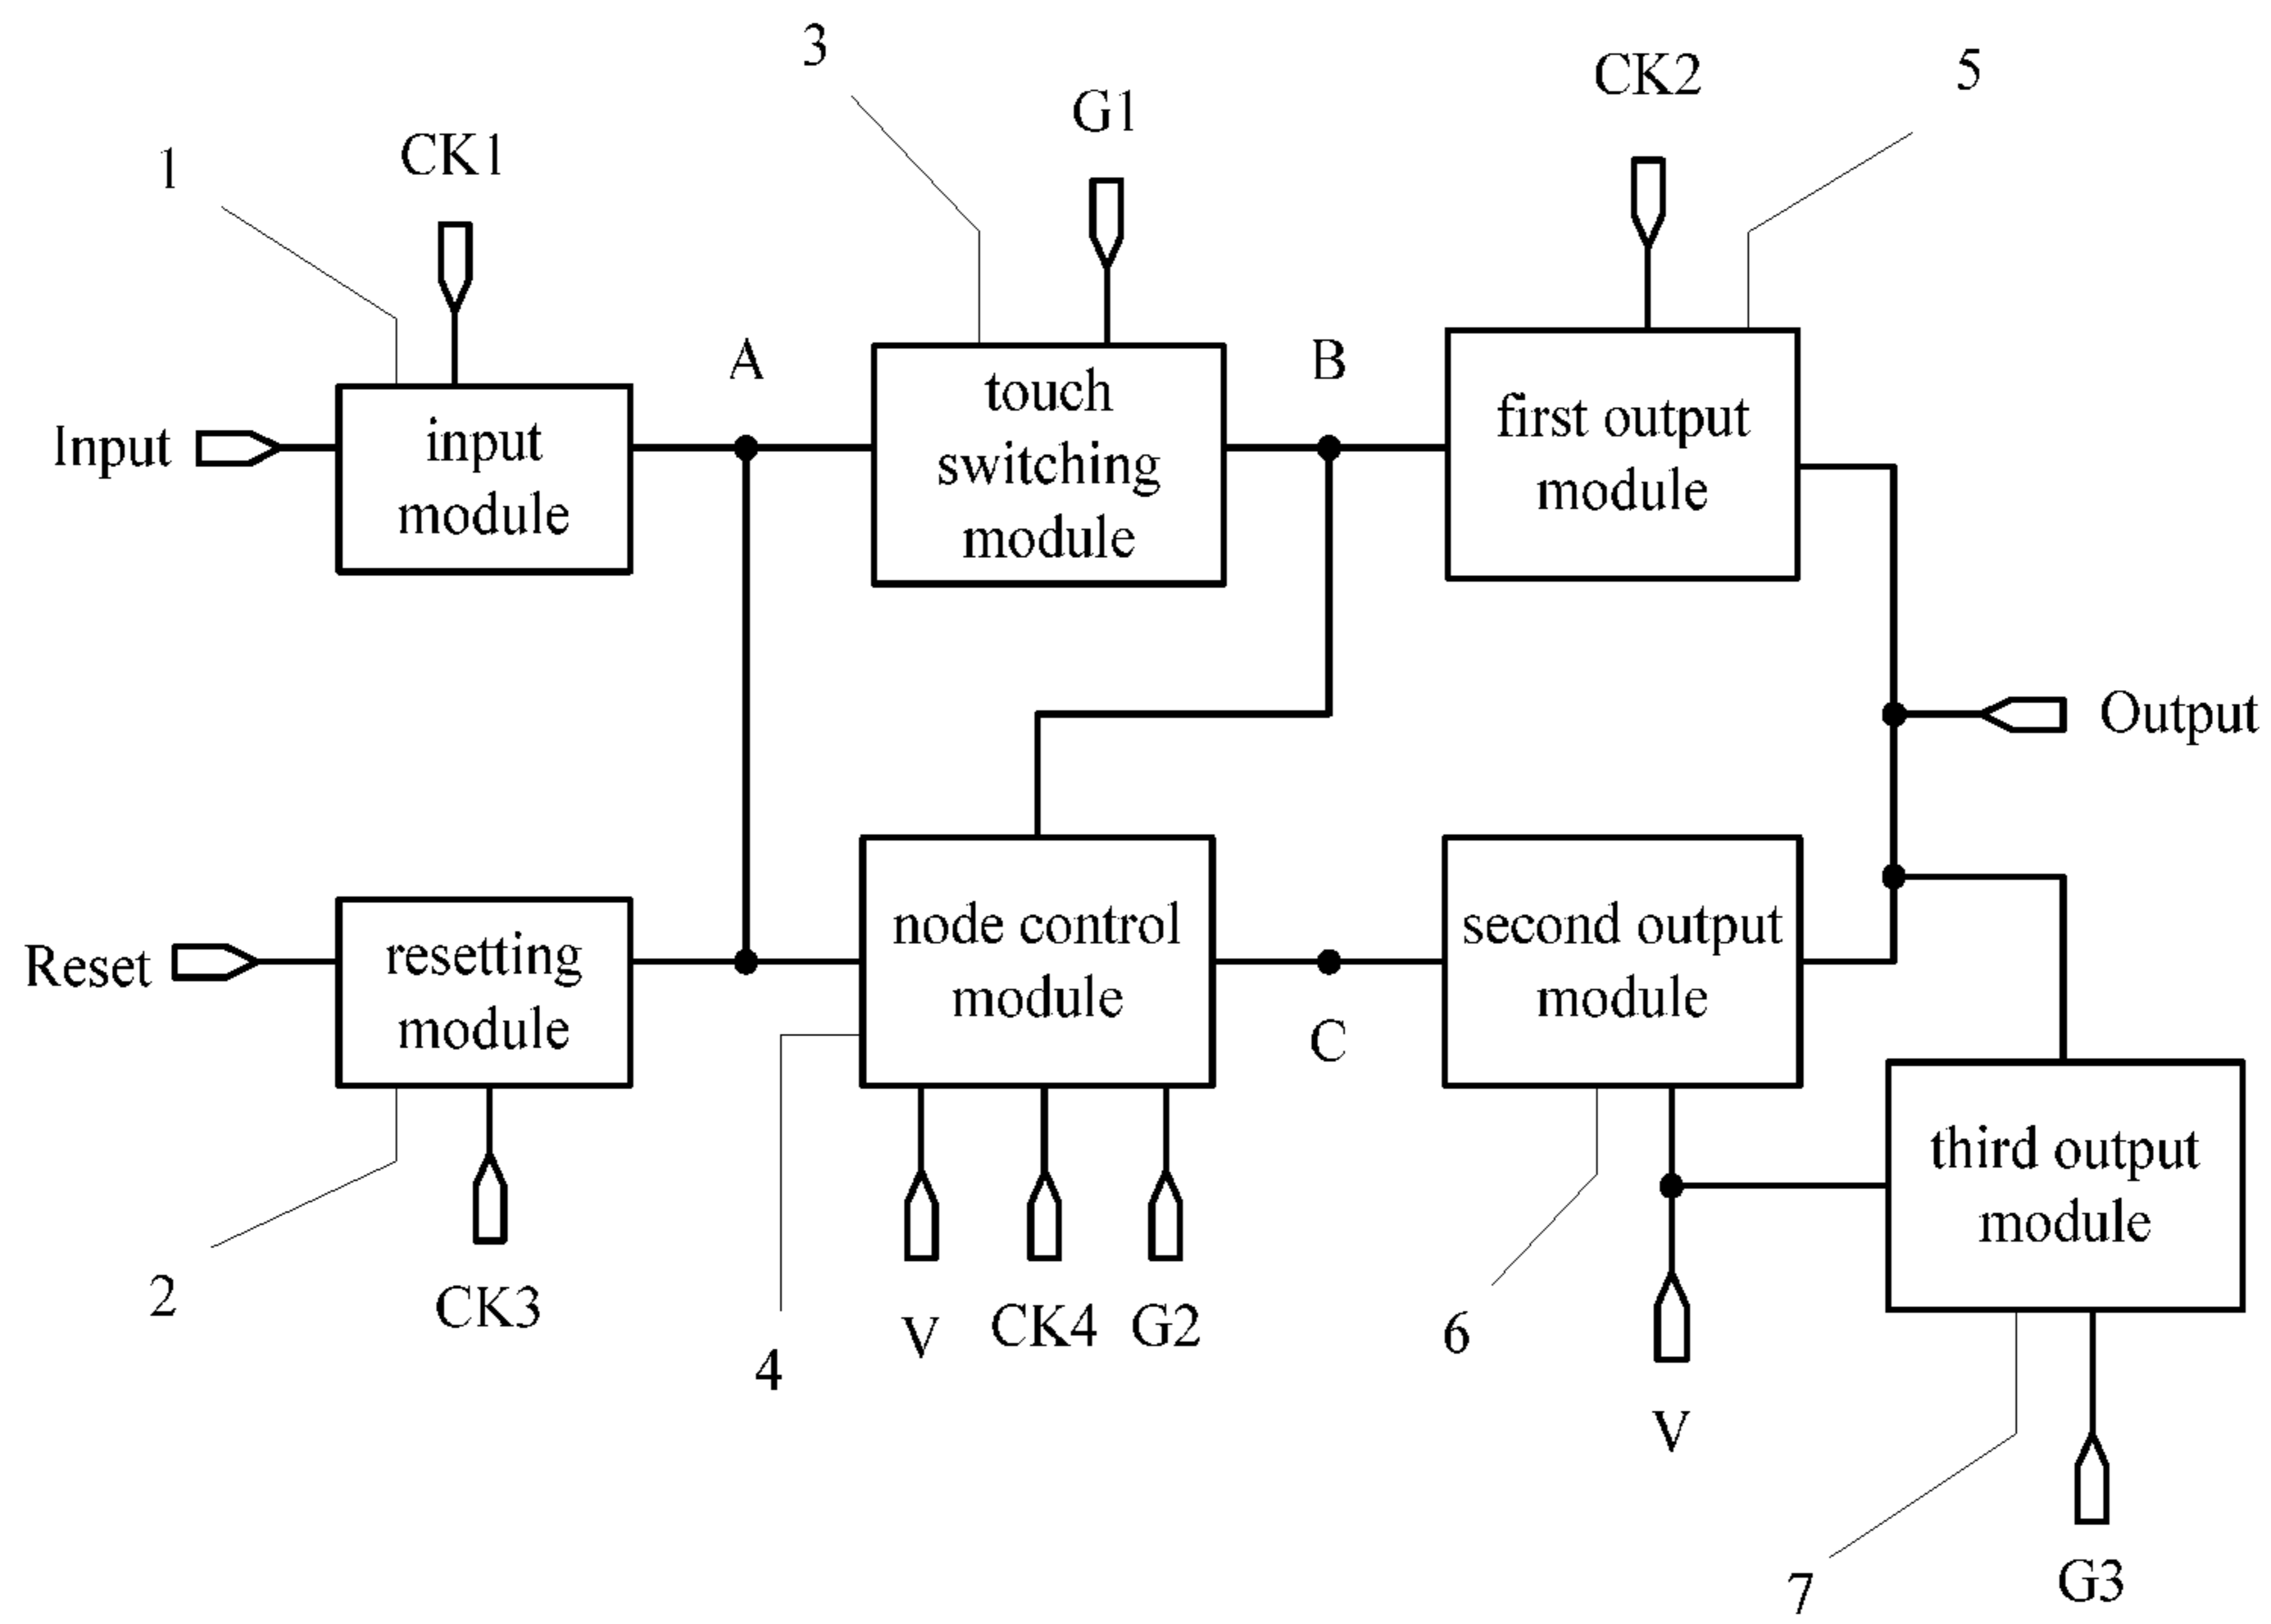 3
5
CK2
G1
CK1
1
A
B
touch
switching
module
first output
module
Input
input
module
Output
Reset
resetting
module
node control
module
second output
module
C
third output
module
2
CK3
4
V
CK4
G2
6
V
7
G3